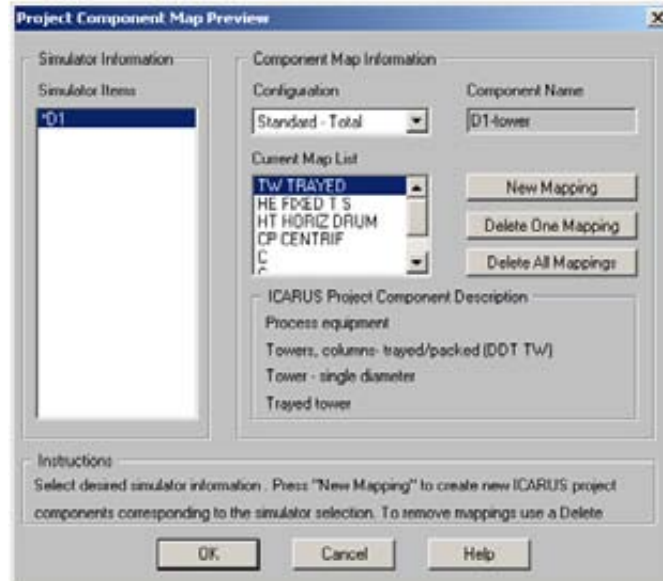 Project Component Map Preview
Simulator Information
Simulator Items
*D1
Component Map Information
Configuration
Standard - Total
Component Name
D1-tower
Current Map List
TW TRAYED
HE FIXED T S
HT HORIZ DRUM
CP CENTRIF
C
New Mapping
Delete One Mapping
Delete All Mappings
ICARUS Project Component Description
Process equipment
Towers, columns- trayed/packed (DDT TW)
Tower - single diameter
Trayed tower
Instructions
Select desired simulator information . Press "New Mapping" to create new ICARUS project
components corresponding to the simulator selection. To remove mappings use a Delete
OK
Cancel
Help